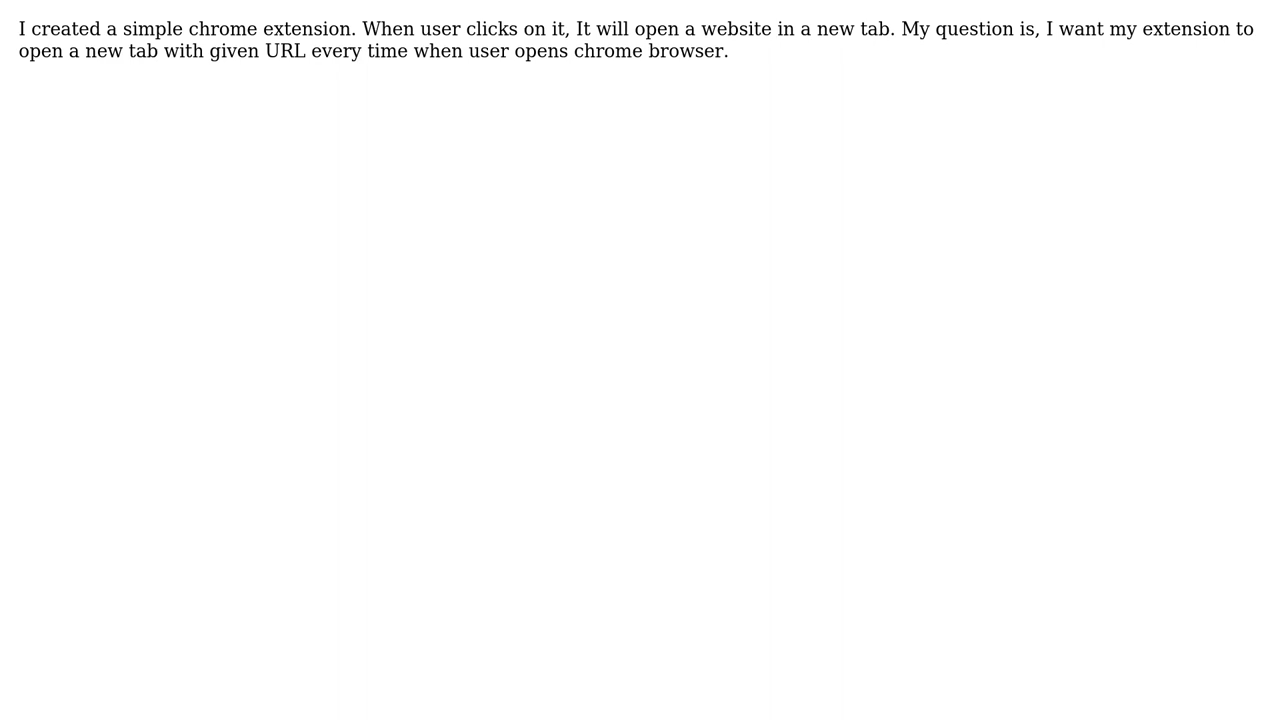 I created a simple chrome extension. When user clicks on it, It will open a website in a new tab. My question is, I want my extension to
open a new tab with given URL every time when user opens chrome browser.